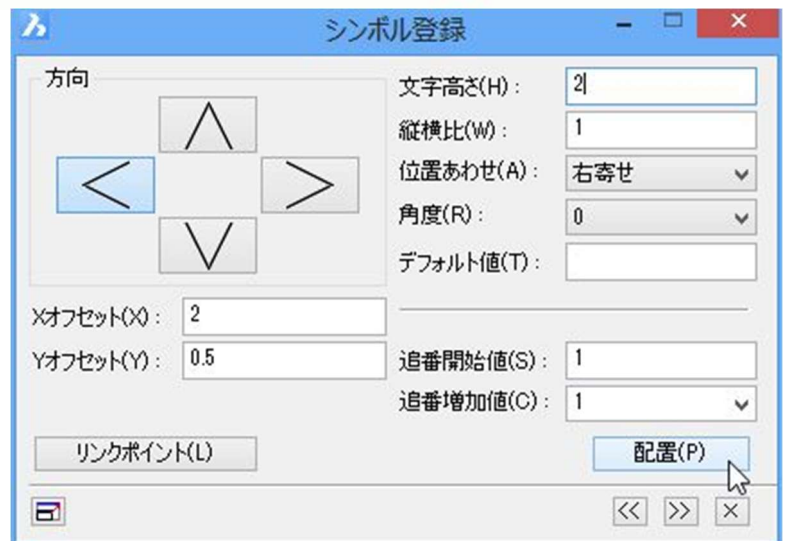 シンボル登録
方向
文字高さ(H): 2
縦横比(W): 1
位置あわせ(A): 右寄せ
角度(R): 0
デフォルト値(T):
Xオフセット(X): 2
Yオフセット(Y): 0.5
追番開始値(S): 1
追番増加値(C): 1
リンクポイント(L) 配置(P)
<< >> ×